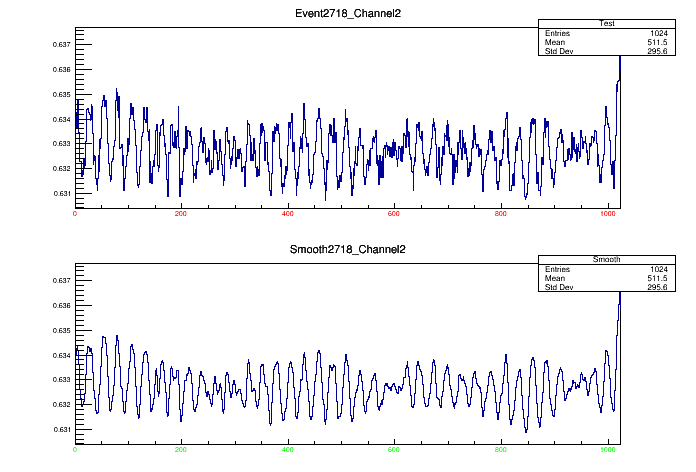 Event2718_Channel2
Test
Entries 1024
Mean 511.5
Std Dev 295.6
0.637
0.636
0.635
0.634
0.633
0.632
0.631
0 200 400 600 800 1000
Smooth2718_Channel2
Smooth
Entries 1024
Mean 511.5
Std Dev 295.6
0.637
0.636
0.635
0.634
0.633
0.632
0.631
0 200 400 600 800 1000